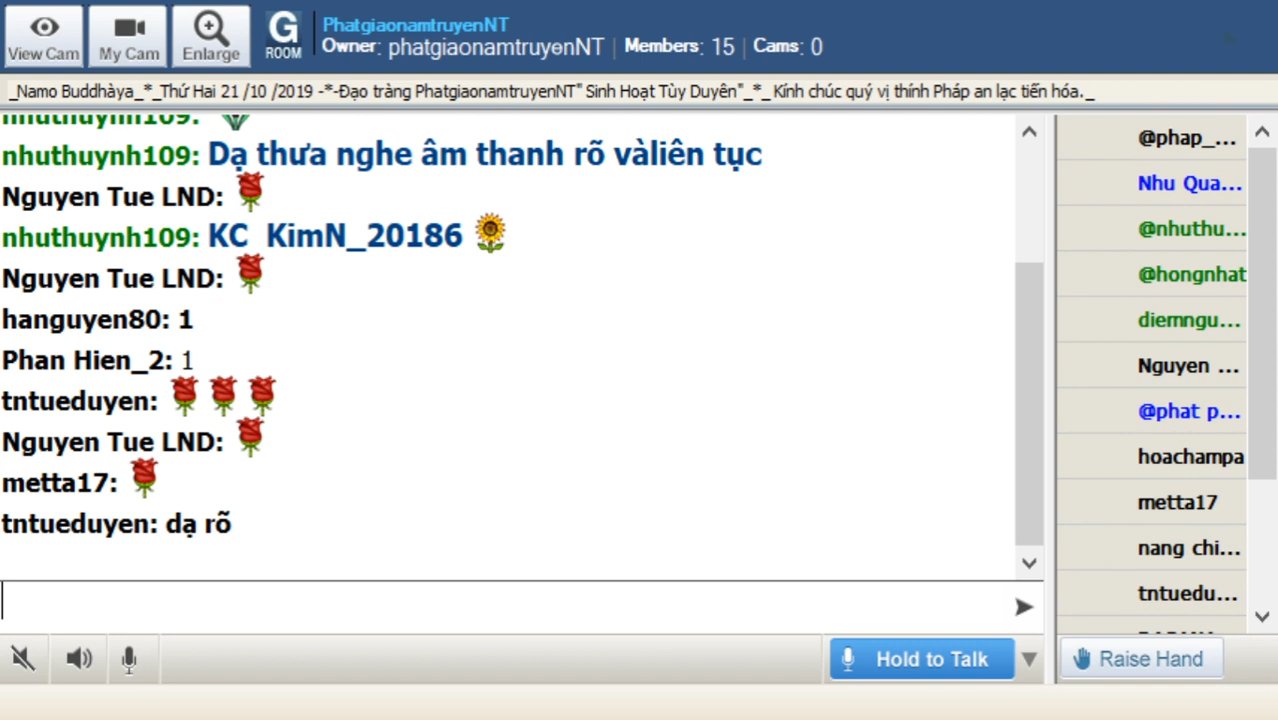 View Cam
My Cam
Enlarge
G
ROOM
PhatgiaonamtruyenNT
Owner: phatgiaonamtruyenNT | Members: 15 | Cams: 0
_Namo Buddhàya_*_Thứ Hai 21 /10 /2019 -*-Đạo tràng PhatgiaonamtruyenNT" Sinh Hoạt Tùy Duyên"_*_ Kính chúc quý vị thính Pháp an lạc tiến hóa._
nhuthuynh109:
nhuthuynh109: Dạ thưa nghe âm thanh rõ vàliên tục
Nguyen Tue LND:
nhuthuynh109: KC KimN_20186
Nguyen Tue LND:
hanguyen80: 1
Phan Hien_2: 1
tntueduyen:
Nguyen Tue LND:
metta17:
tntueduyen: dạ rõ
@phap_...
Nhu Qua...
@nhuthu...
@hongnhat
diemngu...
Nguyen ...
@phat p...
hoachampa
metta17
nang chi...
tntuedu...
Hold to Talk
Raise Hand